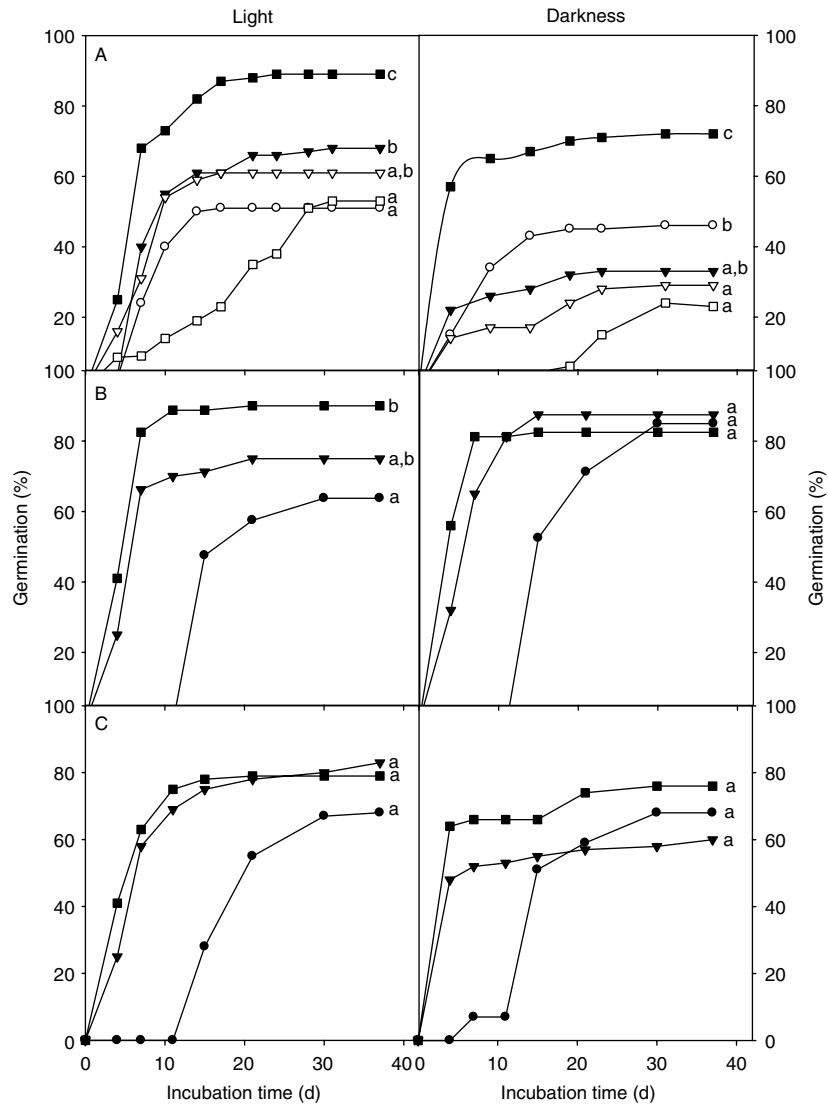 Light Darkness
A
100 100
80 80
60 60
40 40
20 20
c
b
a,b
a
a
c
b
a,b
a
a
B
100 100
80 80
60 60
40 40
20 20
b
a,b
a
a
a
a
Germination (%) Germination (%)
C
100 100
80 80
60 60
40 40
20 20
0 0
a
a
a
a
a
a
0 10 20 30 40 0 10 20 30 40
Incubation time (d) Incubation time (d)